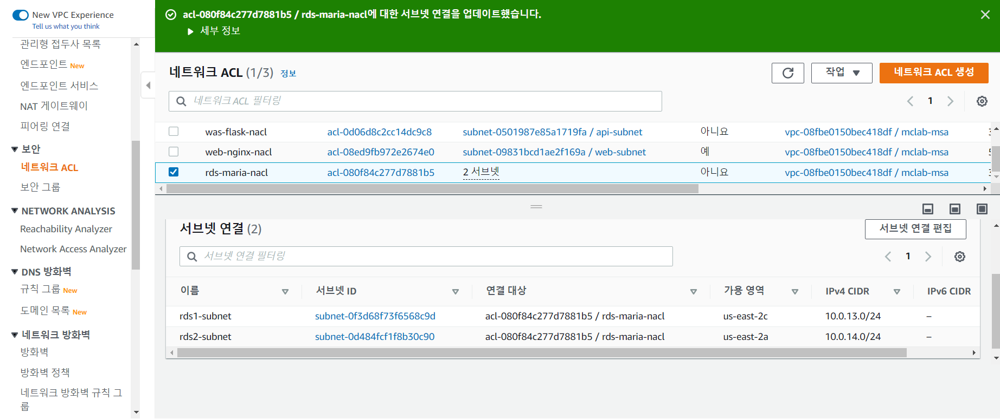 New VPC Experience
Tell us what you think
관리형 접두사 목록
엔드포인트 New
엔드포인트 서비스
NAT 게이트웨이
피어링 연결
보안
네트워크 ACL
보안 그룹
NETWORK ANALYSIS
Reachability Analyzer
Network Access Analyzer
DNS 방화벽
규칙 그룹 New
도메인 목록 New
네트워크 방화벽
방화벽
방화벽 정책
네트워크 방화벽 규칙 그
룹
acl-080f84c277d7881b5 / rds-maria-nacl에 대한 서브넷 연결을 업데이트했습니다.
세부 정보
네트워크 ACL (1/3) 정보
작업
네트워크 ACL 생성
네트워크 ACL 필터링
1
was-flask-nacl acl-0d06d8c2cc14dc9c8 subnet-0501987e85a1719fa / api-subnet 아니요 vpc-08fbe0150bec418df / mclab-msa
web-nginx-nacl acl-08ed9fb972e2674e0 subnet-09831bcd1ae2f169a / web-subnet 예 vpc-08fbe0150bec418df / mclab-msa
rds-maria-nacl acl-080f84c277d7881b5 2 서브넷 아니요 vpc-08fbe0150bec418df / mclab-msa
서브넷 연결 (2)
서브넷 연결 편집
서브넷 연결 필터링
1
이름 서브넷 ID 연결 대상 가용 영역 IPv4 CIDR IPv6 CIDR
rds1-subnet subnet-0f3d68f73f6568c9d acl-080f84c277d7881b5 / rds-maria-nacl us-east-2c 10.0.13.0/24 –
rds2-subnet subnet-0d484fcf1f8b30c90 acl-080f84c277d7881b5 / rds-maria-nacl us-east-2a 10.0.14.0/24 –